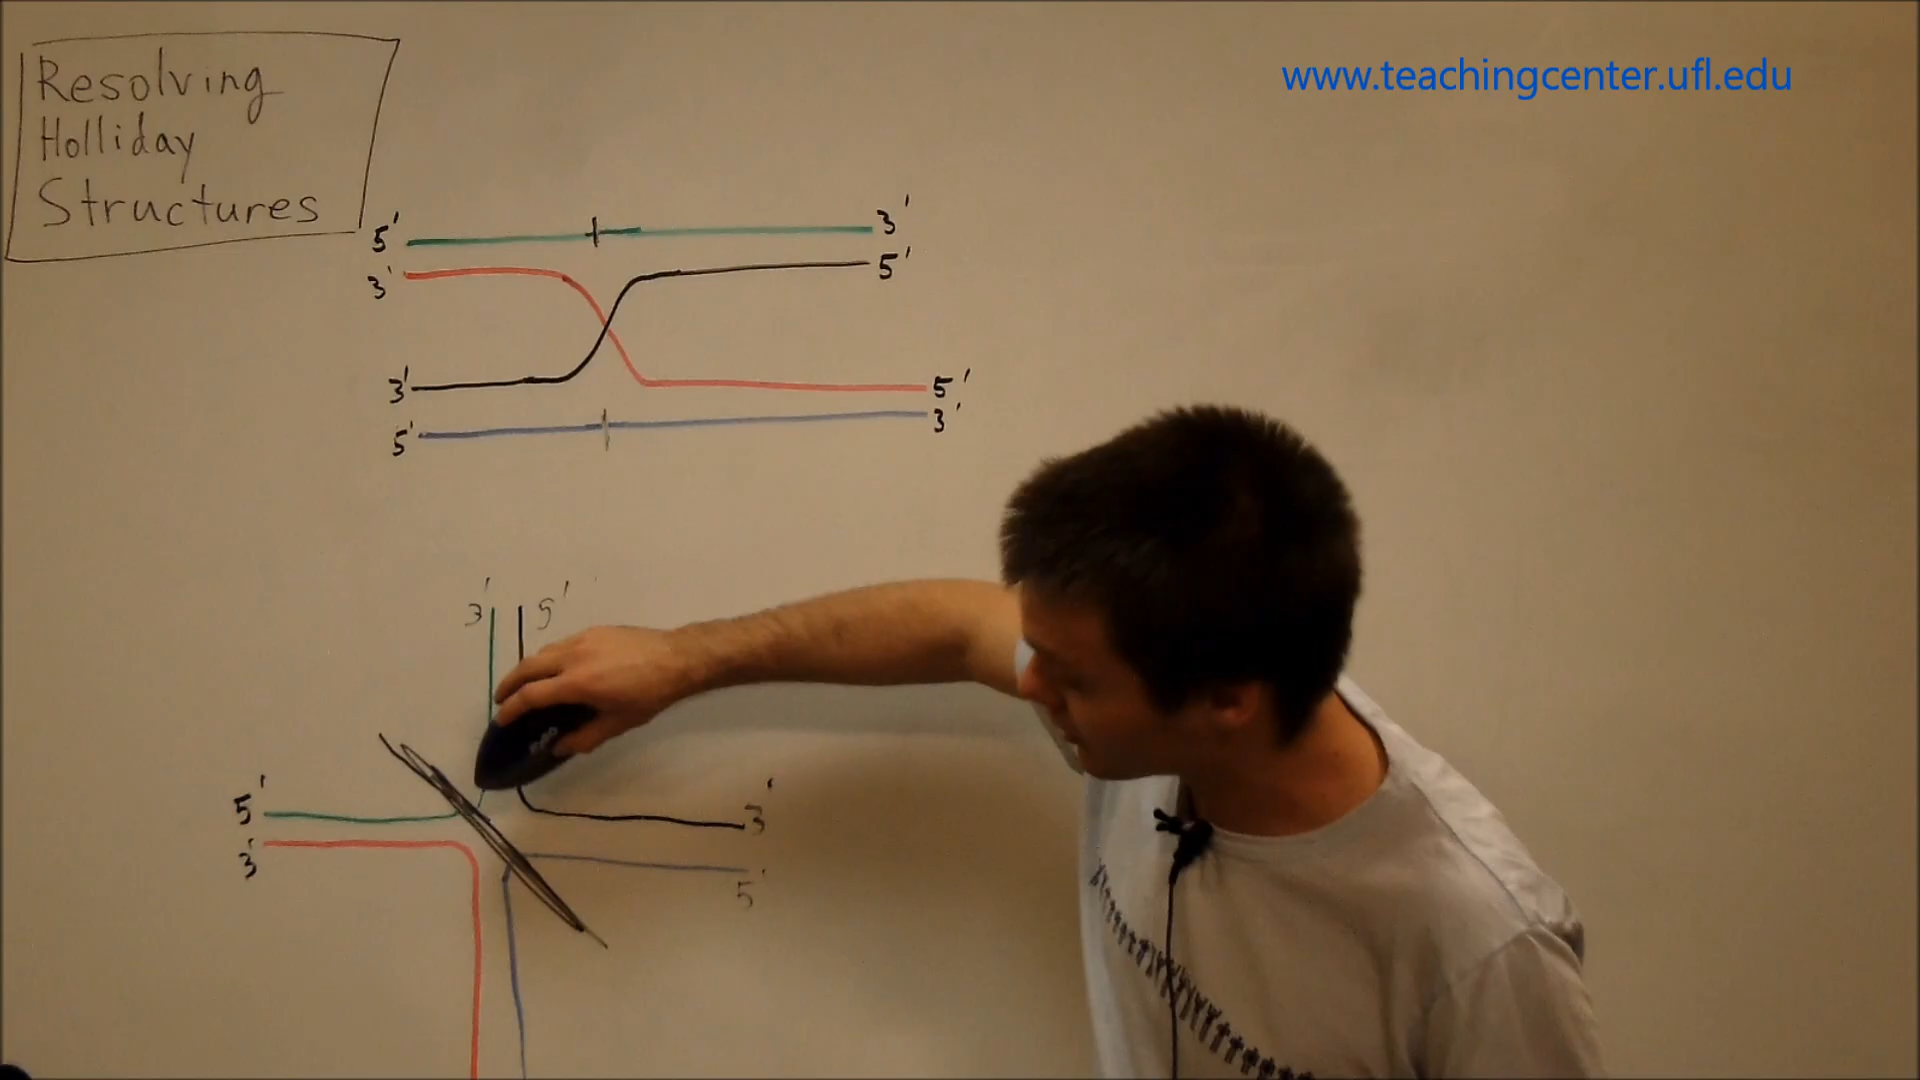 www.teachingcenter.ufl.edu
Resolving
Holliday
Structures
5' 3'
3' 5'
3' 5'
5' 3'
3' 5'
5' 3'
3' 5'